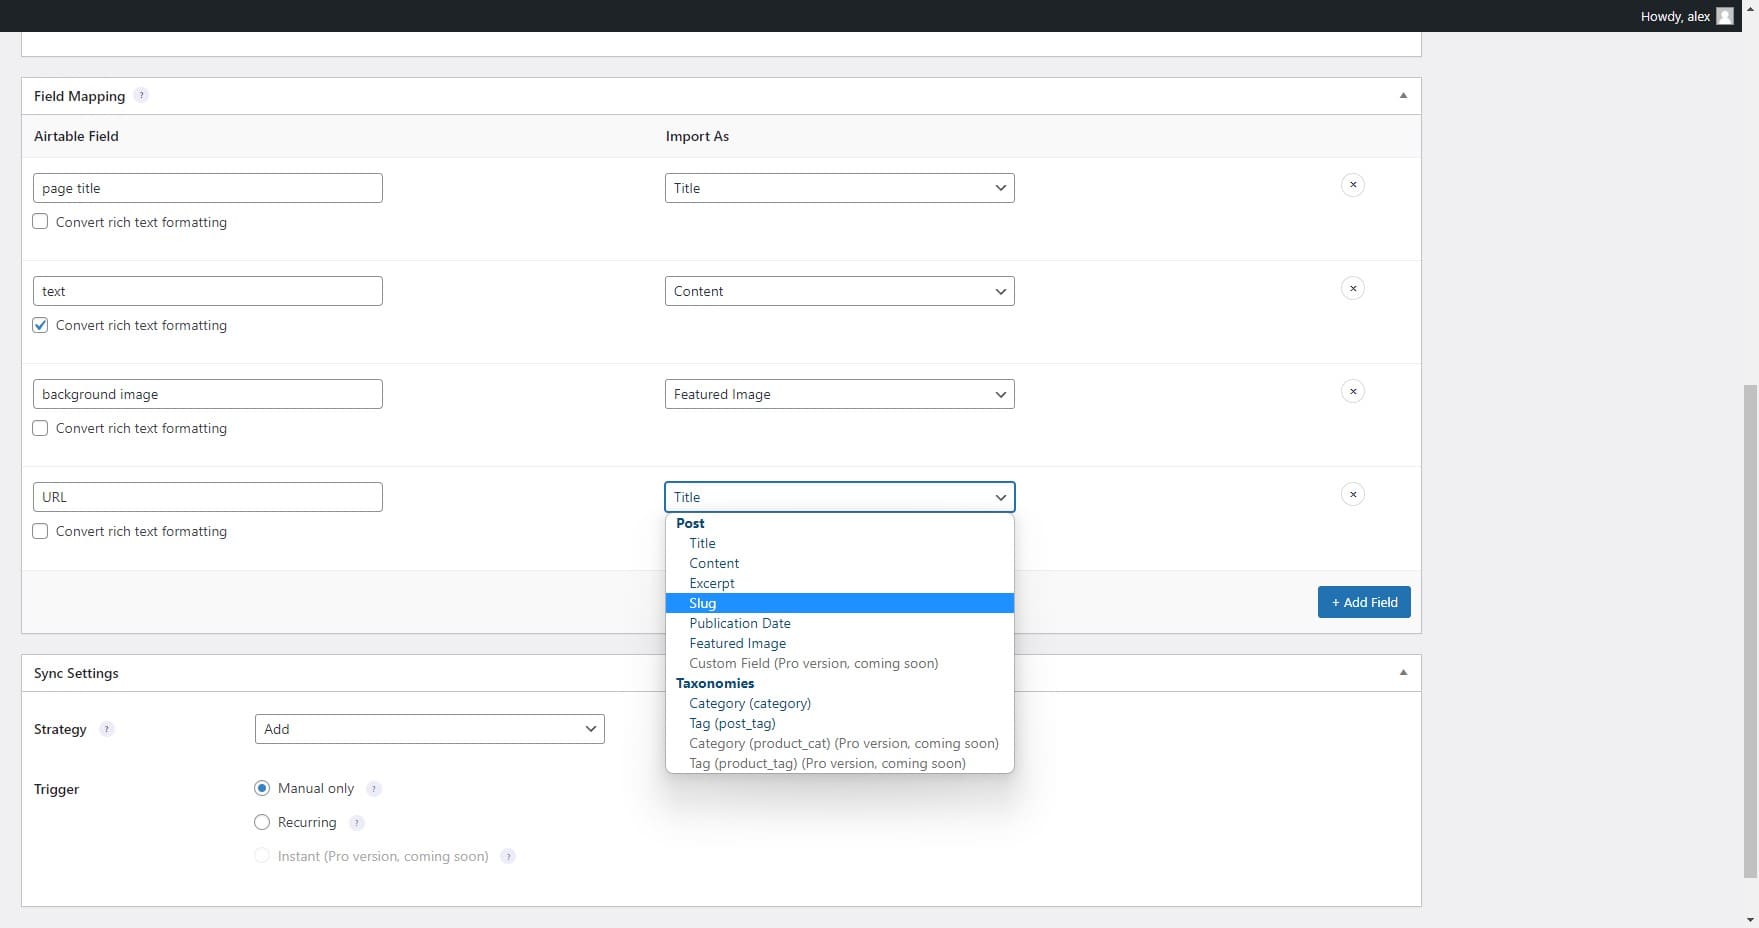 Howdy, alex
Field Mapping ?
Airtable Field Import As
page title Title
Convert rich text formatting
text Content
Convert rich text formatting
background image Featured Image
Convert rich text formatting
URL Title
Convert rich text formatting
Post
Title
Content
Excerpt
Slug
Publication Date
Featured Image
Custom Field (Pro version, coming soon)
Taxonomies
Category (category)
Tag (post_tag)
Category (product_cat) (Pro version, coming soon)
Tag (product_tag) (Pro version, coming soon)
+ Add Field
Sync Settings
Strategy ? Add
Trigger Manual only ?
Recurring ?
Instant (Pro version, coming soon) ?